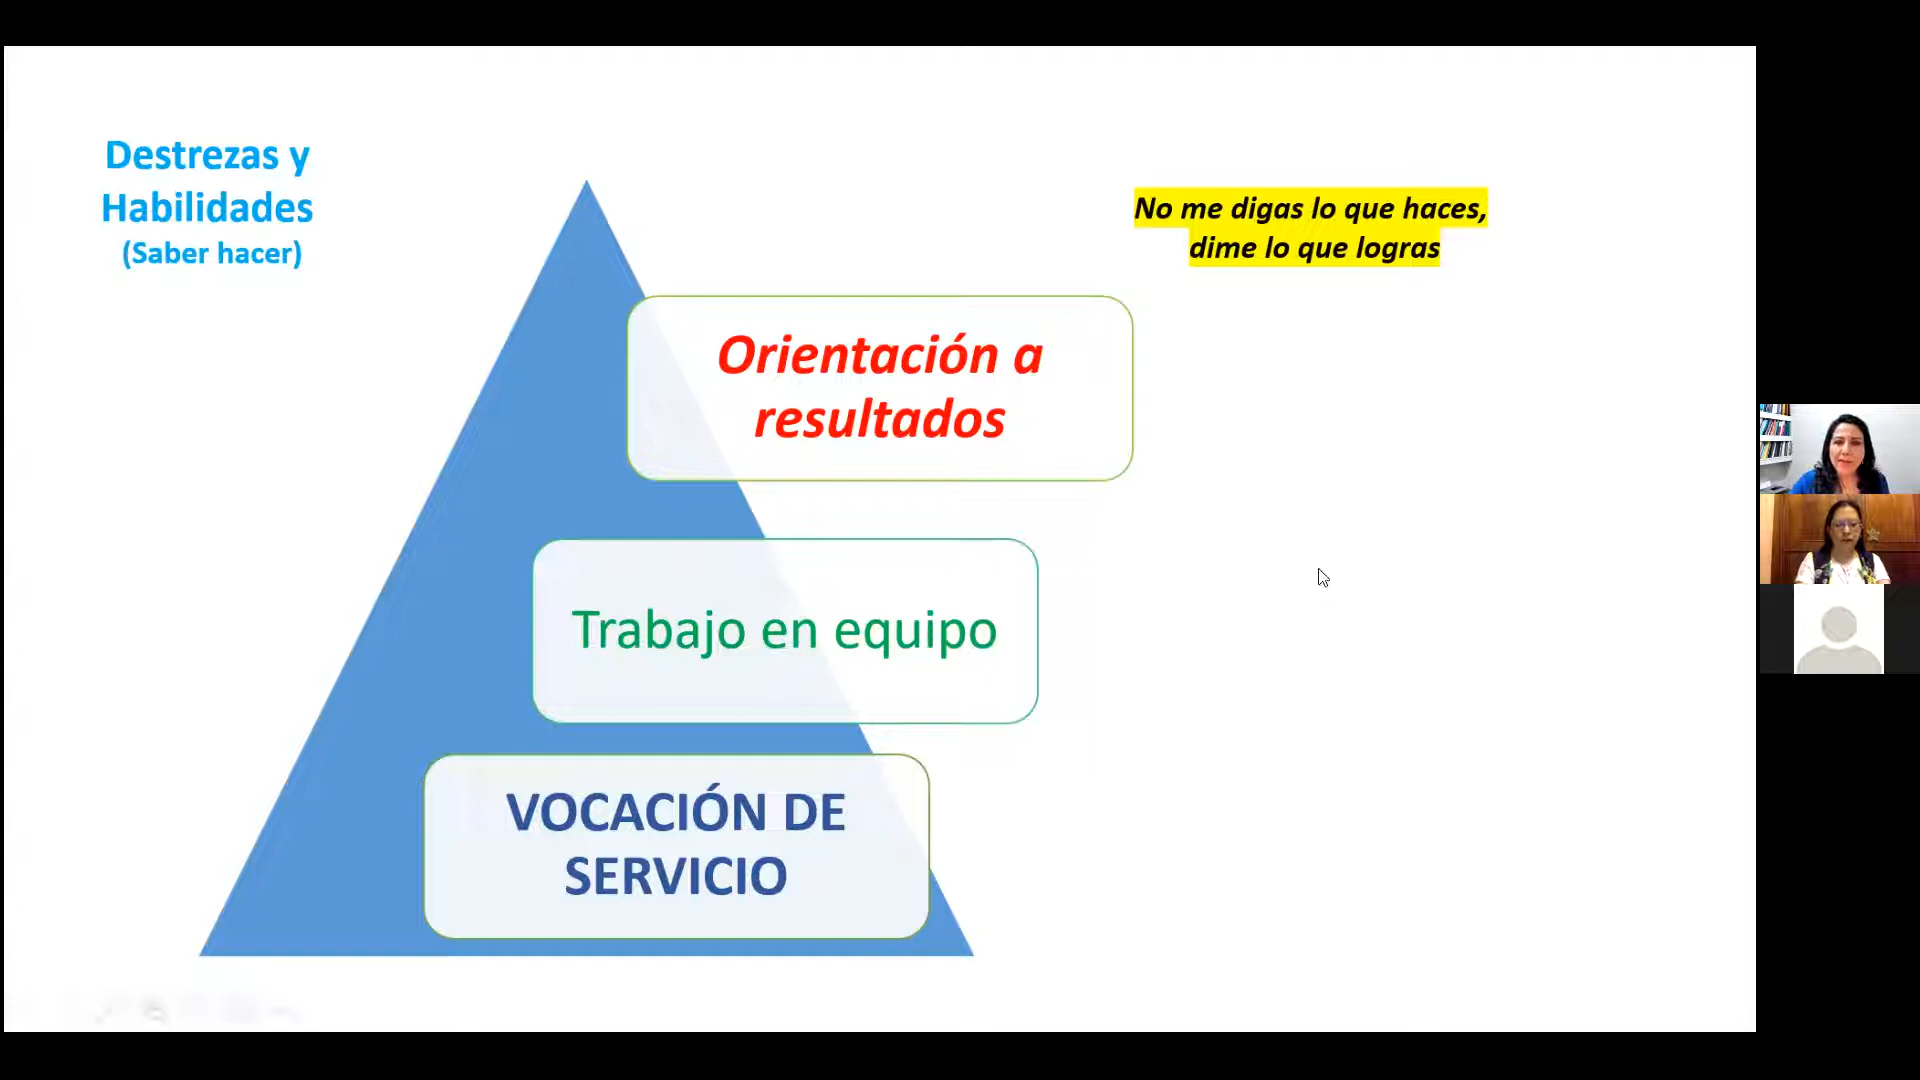 Destrezas y
Habilidades
(Saber hacer)
No me digas lo que haces,
dime lo que logras
Orientación a
resultados
Trabajo en equipo
VOCACIÓN DE
SERVICIO